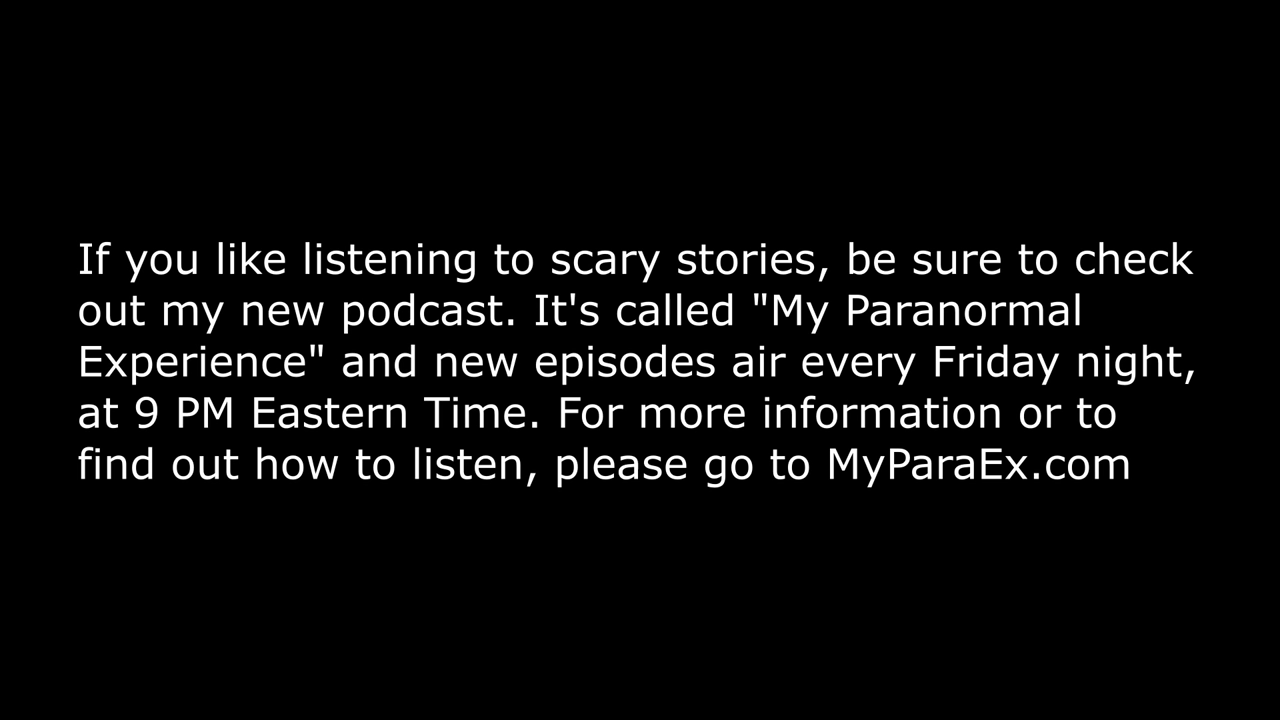 If you like listening to scary stories, be sure to check
out my new podcast. It's called "My Paranormal
Experience" and new episodes air every Friday night,
at 9 PM Eastern Time. For more information or to
find out how to listen, please go to MyParaEx.com